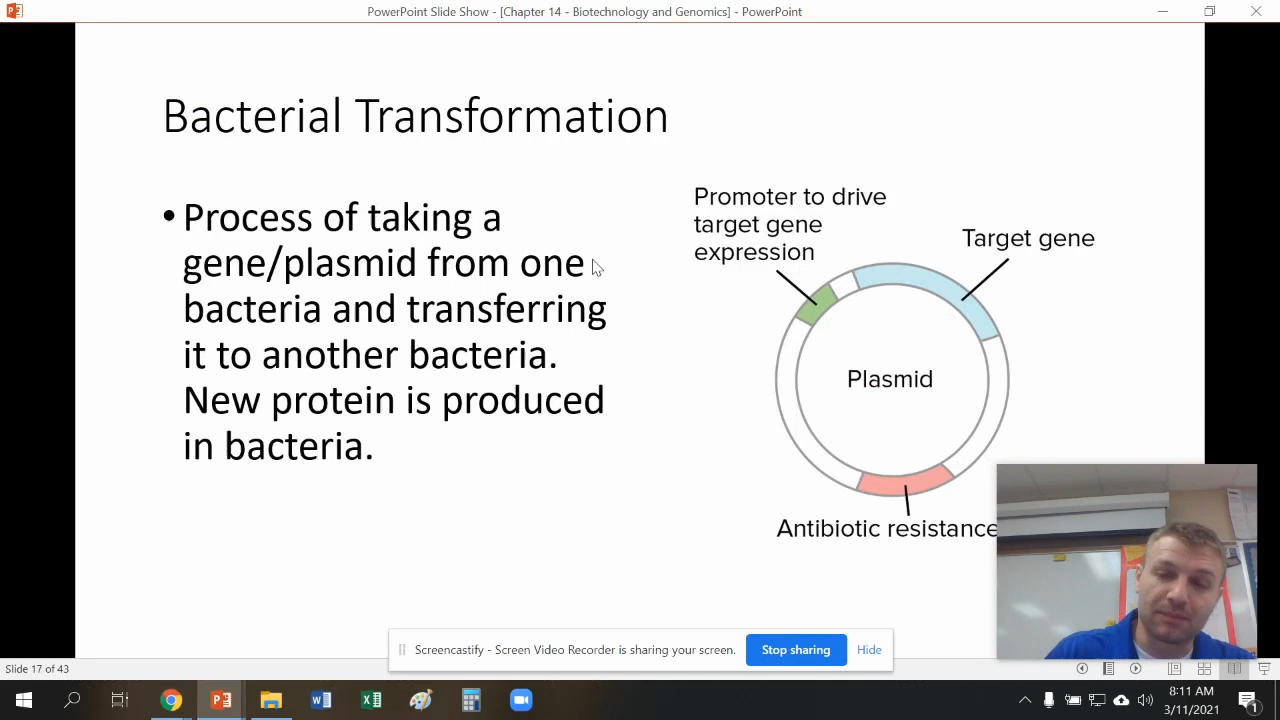 PowerPoint Slide Show - [Chapter 14 - Biotechnology and Genomics] - PowerPoint
Bacterial Transformation
• Process of taking a
gene/plasmid from one
bacteria and transferring
it to another bacteria.
New protein is produced
in bacteria.
Promoter to drive
target gene
expression
Target gene
Plasmid
Antibiotic resistance
Screencastify - Screen Video Recorder is sharing your screen.
Stop sharing
Hide
Slide 17 of 43
8:11 AM
3/11/2021
1